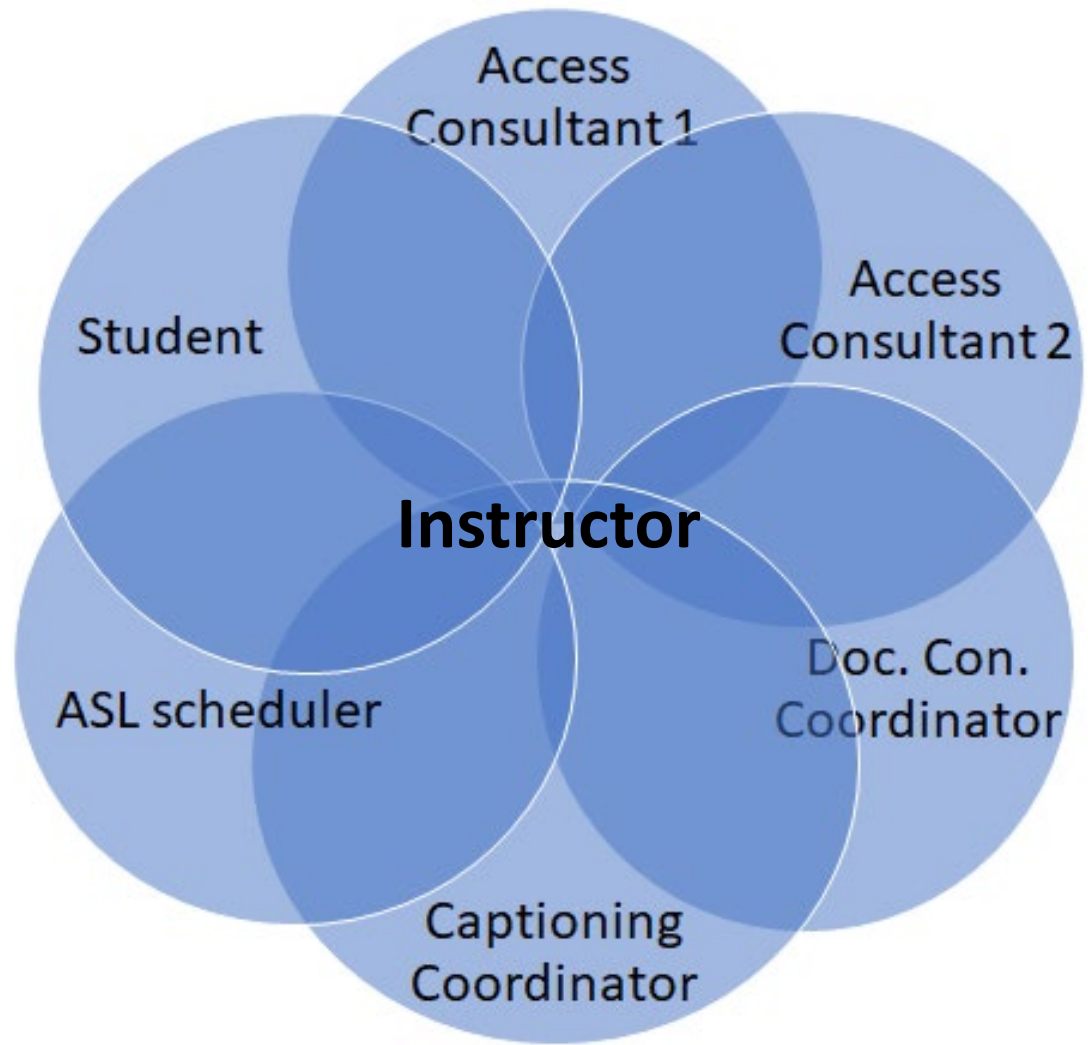 Access
Consultant 1
Access
Consultant 2
Student
Instructor
Doc. Con.
Coordinator
ASL scheduler
Captioning
Coordinator